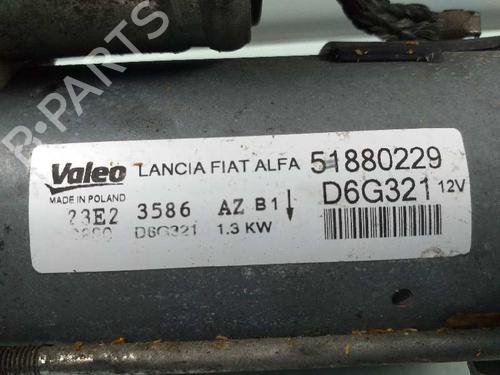 Valeo LANCIA FIAT ALFA 51880229
MADE IN POLAND D6G321 12V
23E2 3586 AZ B1
D6G321 1.3 KW
B-PARTS